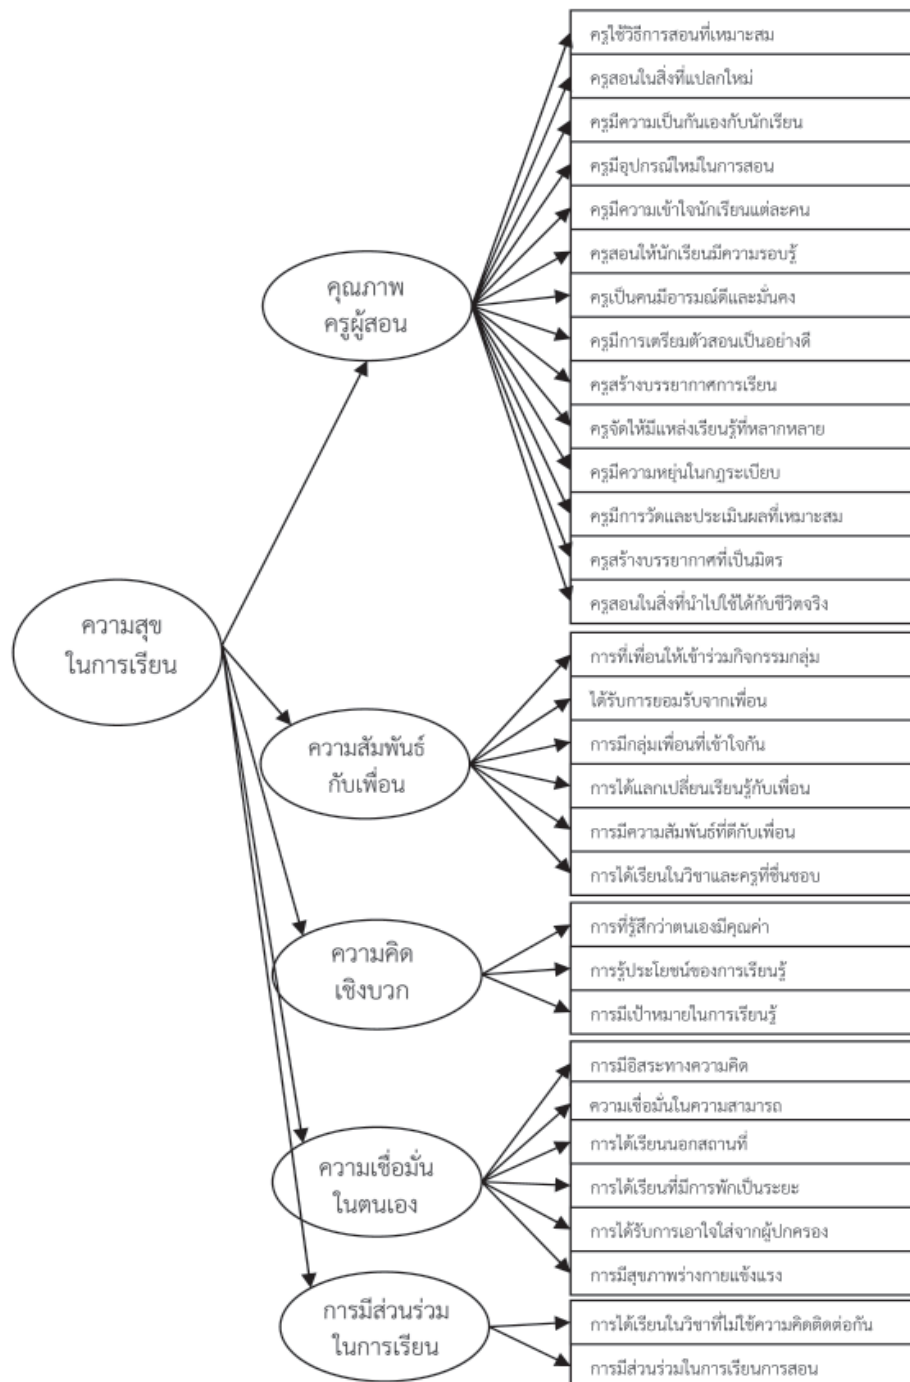 ครูใช้วิธีการสอนที่เหมาะสม
ครูสอนในสิ่งที่แปลกใหม่
ครูมีความเป็นกันเองกับนักเรียน
ครูมีอุปกรณ์ใหม่ในการสอน
ครูมีความเข้าใจนักเรียนแต่ละคน
ครูสอนให้นักเรียนมีความรอบรู้
ครูเป็นคนมีอารมณ์ดีและมั่นคง
ครูมีการเตรียมตัวสอนเป็นอย่างดี
ครูสร้างบรรยากาศการเรียน
ครูจัดให้มีแหล่งเรียนรู้ที่หลากหลาย
ครูมีความหยุ่นในกฎระเบียบ
ครูมีการวัดและประเมินผลที่เหมาะสม
ครูสร้างบรรยากาศที่เป็นมิตร
ครูสอนในสิ่งที่นำไปใช้ได้กับชีวิตจริง
คุณภาพ
ครูผู้สอน
ความสุข
ในการเรียน
การที่เพื่อนให้เข้าร่วมกิจกรรมกลุ่ม
ได้รับการยอมรับจากเพื่อน
การมีกลุ่มเพื่อนที่เข้าใจกัน
การได้แลกเปลี่ยนเรียนรู้กับเพื่อน
การมีความสัมพันธ์ที่ดีกับเพื่อน
การได้เรียนในวิชาและครูที่ชื่นชอบ
ความสัมพันธ์
กับเพื่อน
การที่รู้สึกว่าตนเองมีคุณค่า
การรู้ประโยชน์ของการเรียนรู้
การมีเป้าหมายในการเรียนรู้
ความคิด
เชิงบวก
การมีอิสระทางความคิด
ความเชื่อมั่นในความสามารถ
การได้เรียนนอกสถานที่
การได้เรียนที่มีการพักเป็นระยะ
การได้รับการเอาใจใส่จากผู้ปกครอง
การมีสุขภาพร่างกายแข็งแรง
ความเชื่อมั่น
ในตนเอง
การได้เรียนในวิชาที่ไม่ใช้ความคิดติดต่อกัน
การมีส่วนร่วมในการเรียนการสอน
การมีส่วนร่วม
ในการเรียน